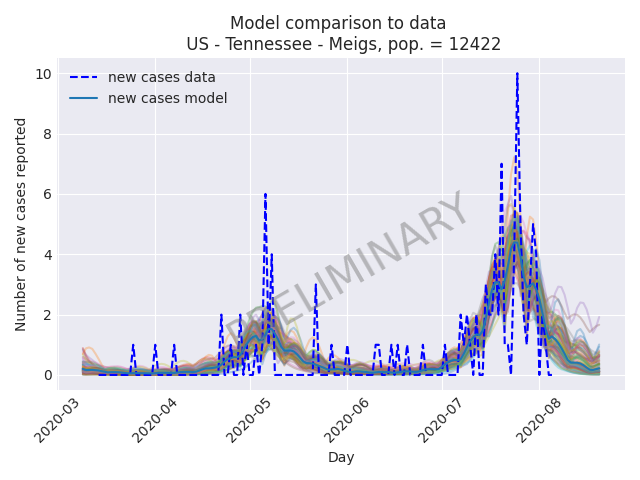 Model comparison to data
US - Tennessee - Meigs, pop. = 12422
new cases data
new cases model
PRELIMINARY
Number of new cases reported
10
8
6
4
2
0
2020-03
2020-04
2020-05
2020-06
2020-07
2020-08
Day